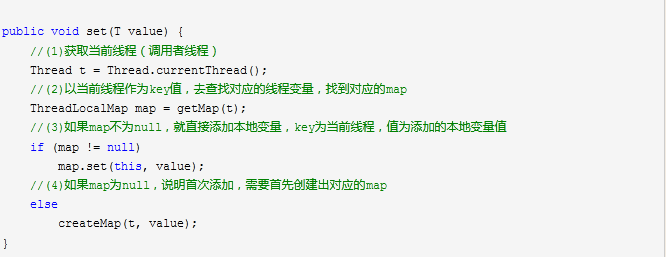 public void set(T value) {
//(1)获取当前线程（调用者线程）
Thread t = Thread.currentThread();
//(2)以当前线程作为key值，去查找对应的线程变量，找到对应的map
ThreadLocalMap map = getMap(t);
//(3)如果map不为null，就直接添加本地变量，key为当前线程，值为添加的本地变量值
if (map != null)
map.set(this, value);
//(4)如果map为null，说明首次添加，需要首先创建出对应的map
else
createMap(t, value);
}